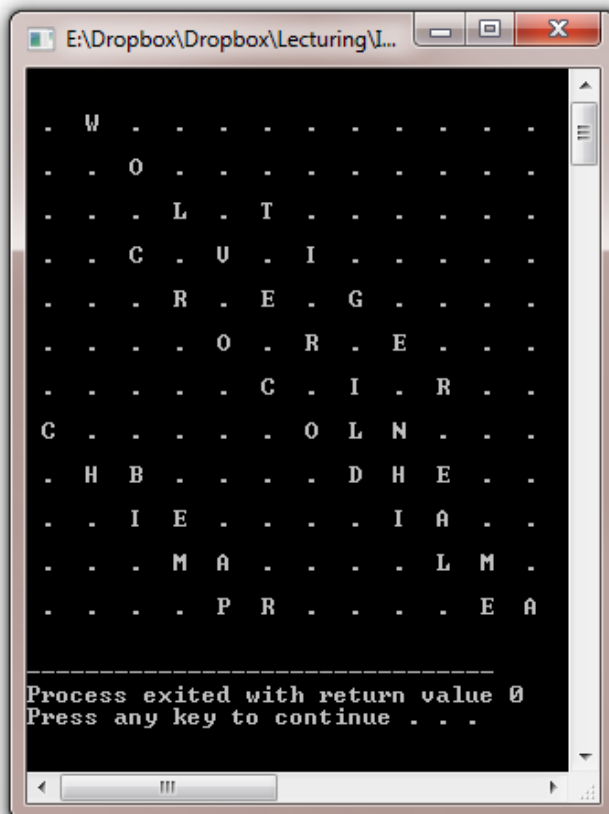 E:\Dropbox\Dropbox\Lecturing\I...
. W . . . . . . . . . .
. . O . . . . . . . . .
. . . L . T . . . . . .
. . C . V . I . . . . .
. . . R . E . G . . . .
. . . . O . R . E . . .
. . . . . C . I . R . .
C . . . . . O L N . . .
. H B . . . . D H E . .
. . I E . . . . I A . .
. . . M A . . . . L M .
. . . . P R . . . . E A
--------------------------------
Process exited with return value 0
Press any key to continue . . .